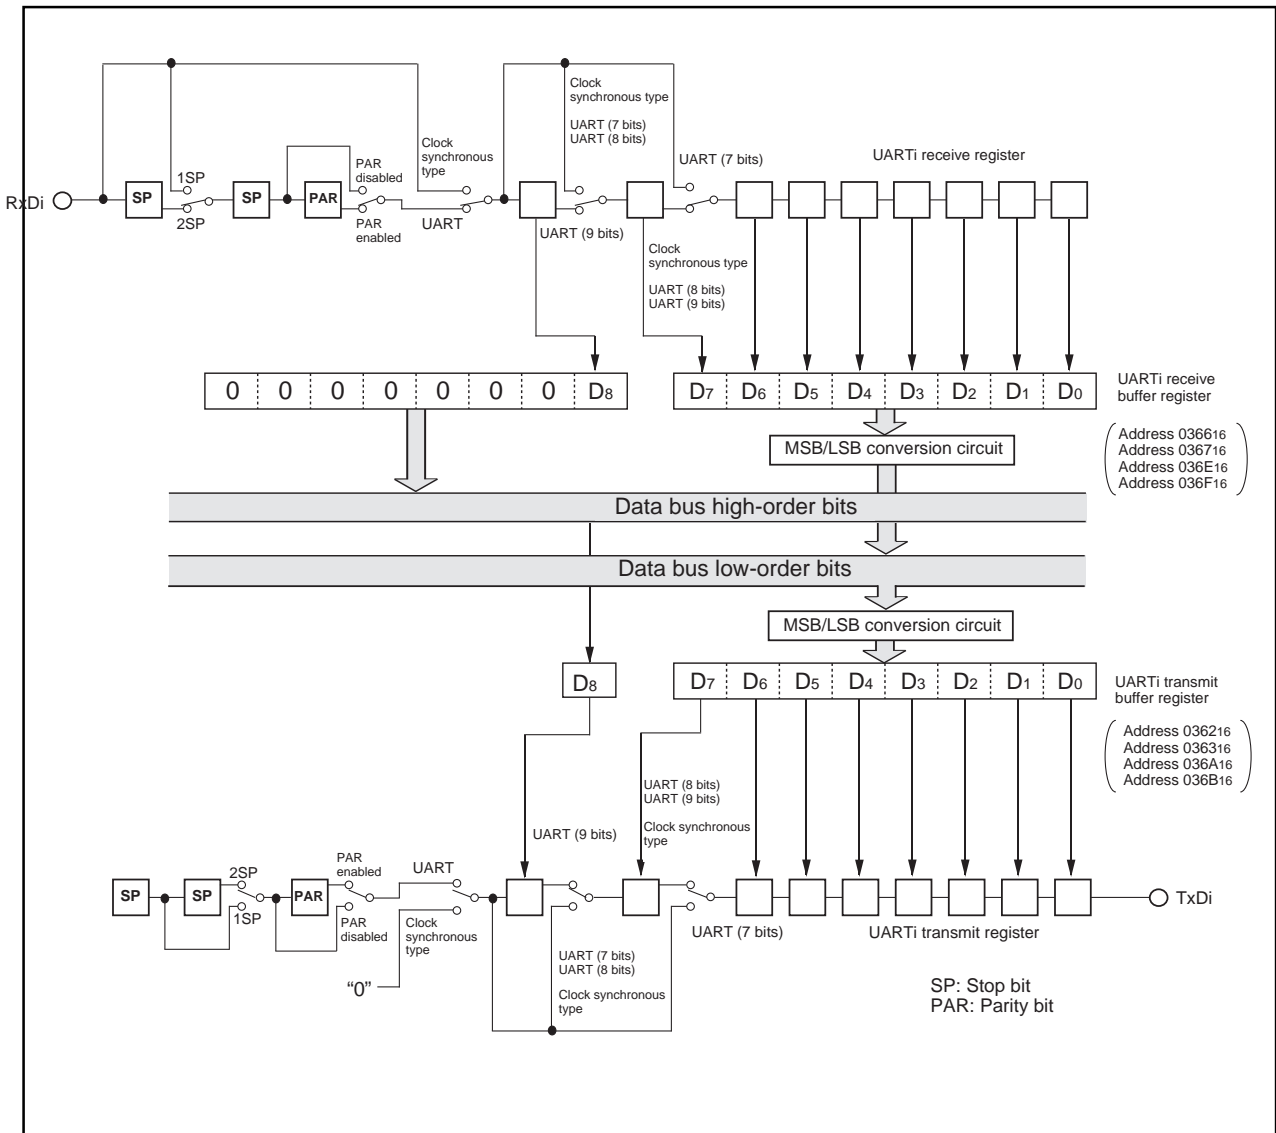 Clock
synchronous type
UART (7 bits)
UART (8 bits)
Clock
synchronous
type
PAR
disabled
UART (7 bits)
UARTi receive register
1SP
RxDi
SP
SP
PAR
2SP
PAR
enabled
UART
UART (9 bits)
Clock
synchronous type
UART (8 bits)
UART (9 bits)
0 0 0 0 0 0 0 D8
D7 D6 D5 D4 D3 D2 D1 D0
UARTi receive
buffer register
MSB/LSB conversion circuit
Address 036616
Address 036716
Address 036E16
Address 036F16
Data bus high-order bits
Data bus low-order bits
MSB/LSB conversion circuit
D8
D7 D6 D5 D4 D3 D2 D1 D0
UARTi transmit
buffer register
Address 036216
Address 036316
Address 036A16
Address 036B16
UART (8 bits)
UART (9 bits)
Clock synchronous
type
UART (9 bits)
2SP
PAR
enabled
UART
SP
SP
PAR
1SP
PAR
disabled
Clock
synchronous
type
"0"
TxDi
UART (7 bits)
UARTi transmit register
UART (7 bits)
UART (8 bits)
Clock synchronous
type
SP: Stop bit
PAR: Parity bit